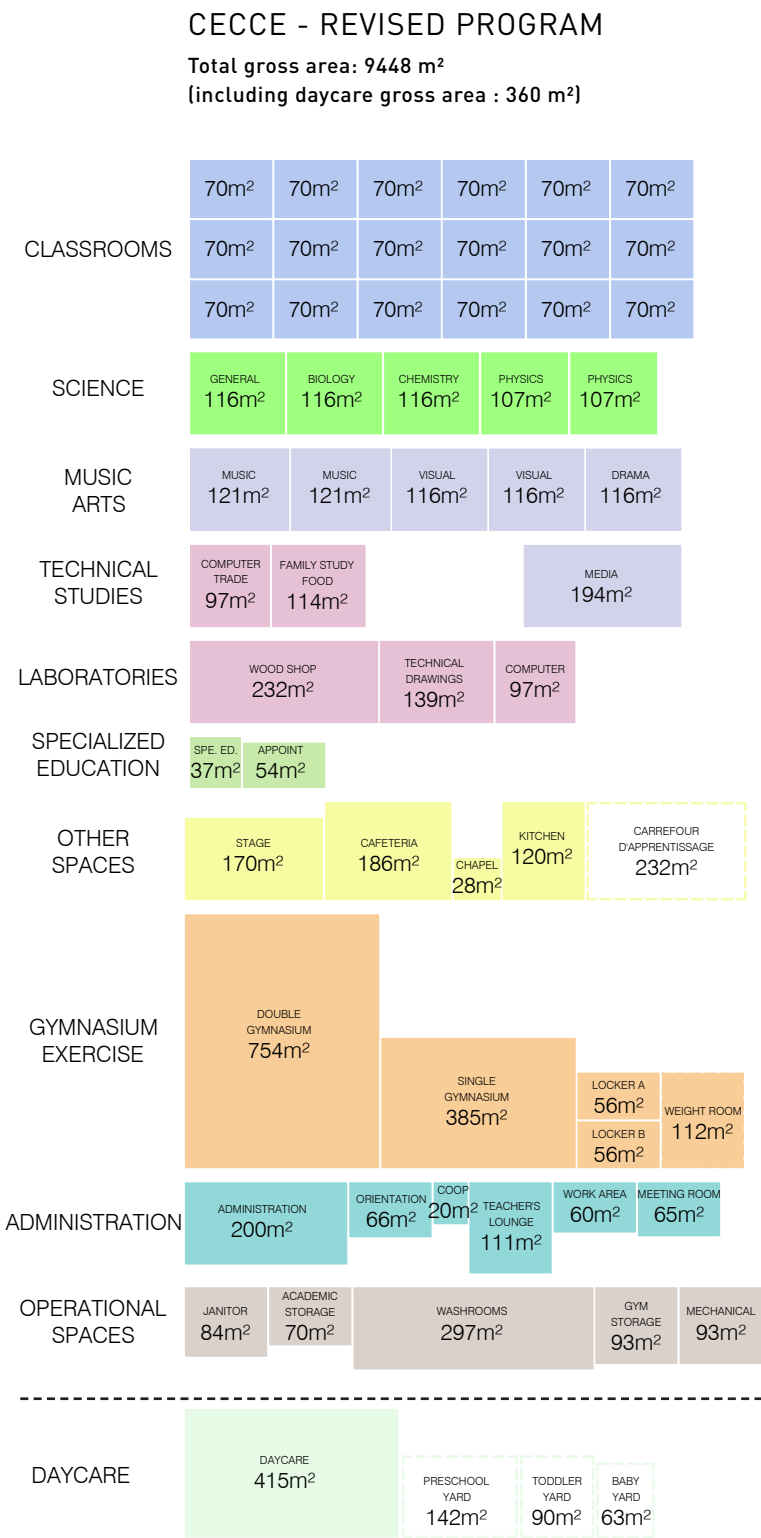 CECCE - REVISED PROGRAM
Total gross area: 9448 m²
(including daycare gross area : 360 m²)
CLASSROOMS
70m² 70m² 70m² 70m² 70m² 70m²
70m² 70m² 70m² 70m² 70m² 70m²
70m² 70m² 70m² 70m² 70m² 70m²
SCIENCE
GENERAL
116m²
BIOLOGY
116m²
CHEMISTRY
116m²
PHYSICS
107m²
PHYSICS
107m²
MUSIC
ARTS
MUSIC
121m²
MUSIC
121m²
VISUAL
116m²
VISUAL
116m²
DRAMA
116m²
TECHNICAL
STUDIES
COMPUTER
TRADE
97m²
FAMILY STUDY
FOOD
114m²
MEDIA
194m²
LABORATORIES
WOOD SHOP
232m²
TECHNICAL
DRAWINGS
139m²
COMPUTER
97m²
SPECIALIZED
EDUCATION
SPE. ED.
37m²
APPOINT
54m²
OTHER
SPACES
STAGE
170m²
CAFETERIA
186m²
CHAPEL
28m²
KITCHEN
120m²
CARREFOUR
D'APPRENTISSAGE
232m²
GYMNASIUM
EXERCISE
DOUBLE
GYMNASIUM
754m²
SINGLE
GYMNASIUM
385m²
LOCKER A
56m²
LOCKER B
56m²
WEIGHT ROOM
112m²
ADMINISTRATION
ADMINISTRATION
200m²
ORIENTATION
66m²
COOP
20m²
TEACHER'S
LOUNGE
111m²
WORK AREA
60m²
MEETING ROOM
65m²
OPERATIONAL
SPACES
JANITOR
84m²
ACADEMIC
STORAGE
70m²
WASHROOMS
297m²
GYM
STORAGE
93m²
MECHANICAL
93m²
DAYCARE
DAYCARE
415m²
PRESCHOOL
YARD
142m²
TODDLER
YARD
90m²
BABY
YARD
63m²